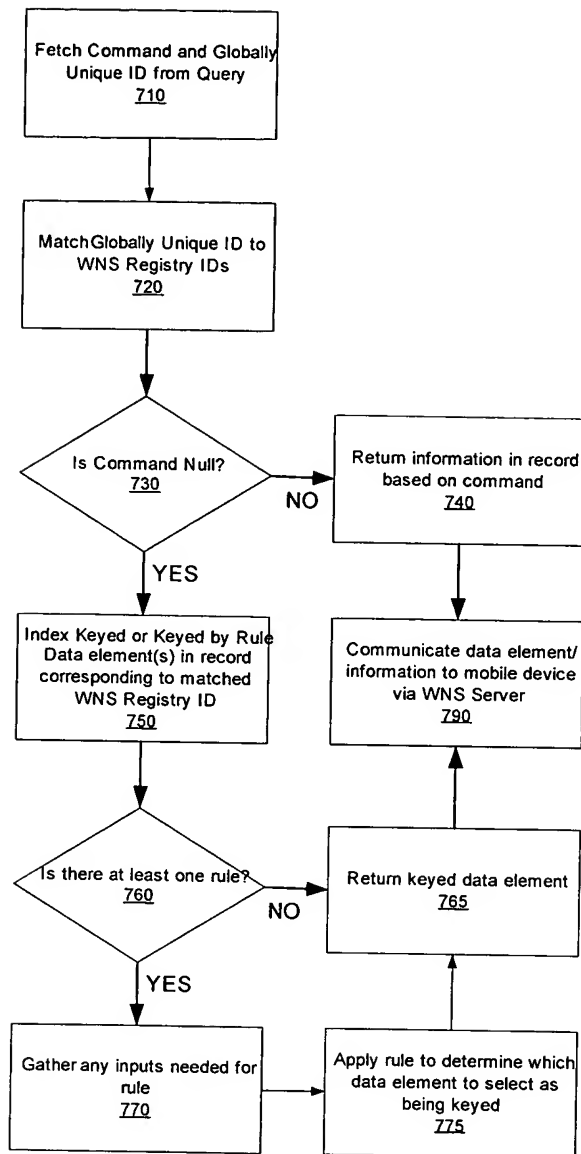 Fetch Command and Globally
Unique ID from Query
710
Match Globally Unique ID to
WNS Registry IDs
720
Is Command Null?
730
NO
Return information in record
based on command
740
YES
Index Keyed or Keyed by Rule
Data element(s) in record
corresponding to matched
WNS Registry ID
750
Communicate data element/
information to mobile device
via WNS Server
790
Is there at least one rule?
760
NO
Return keyed data element
765
YES
Gather any inputs needed for
rule
770
Apply rule to determine which
data element to select as
being keyed
775